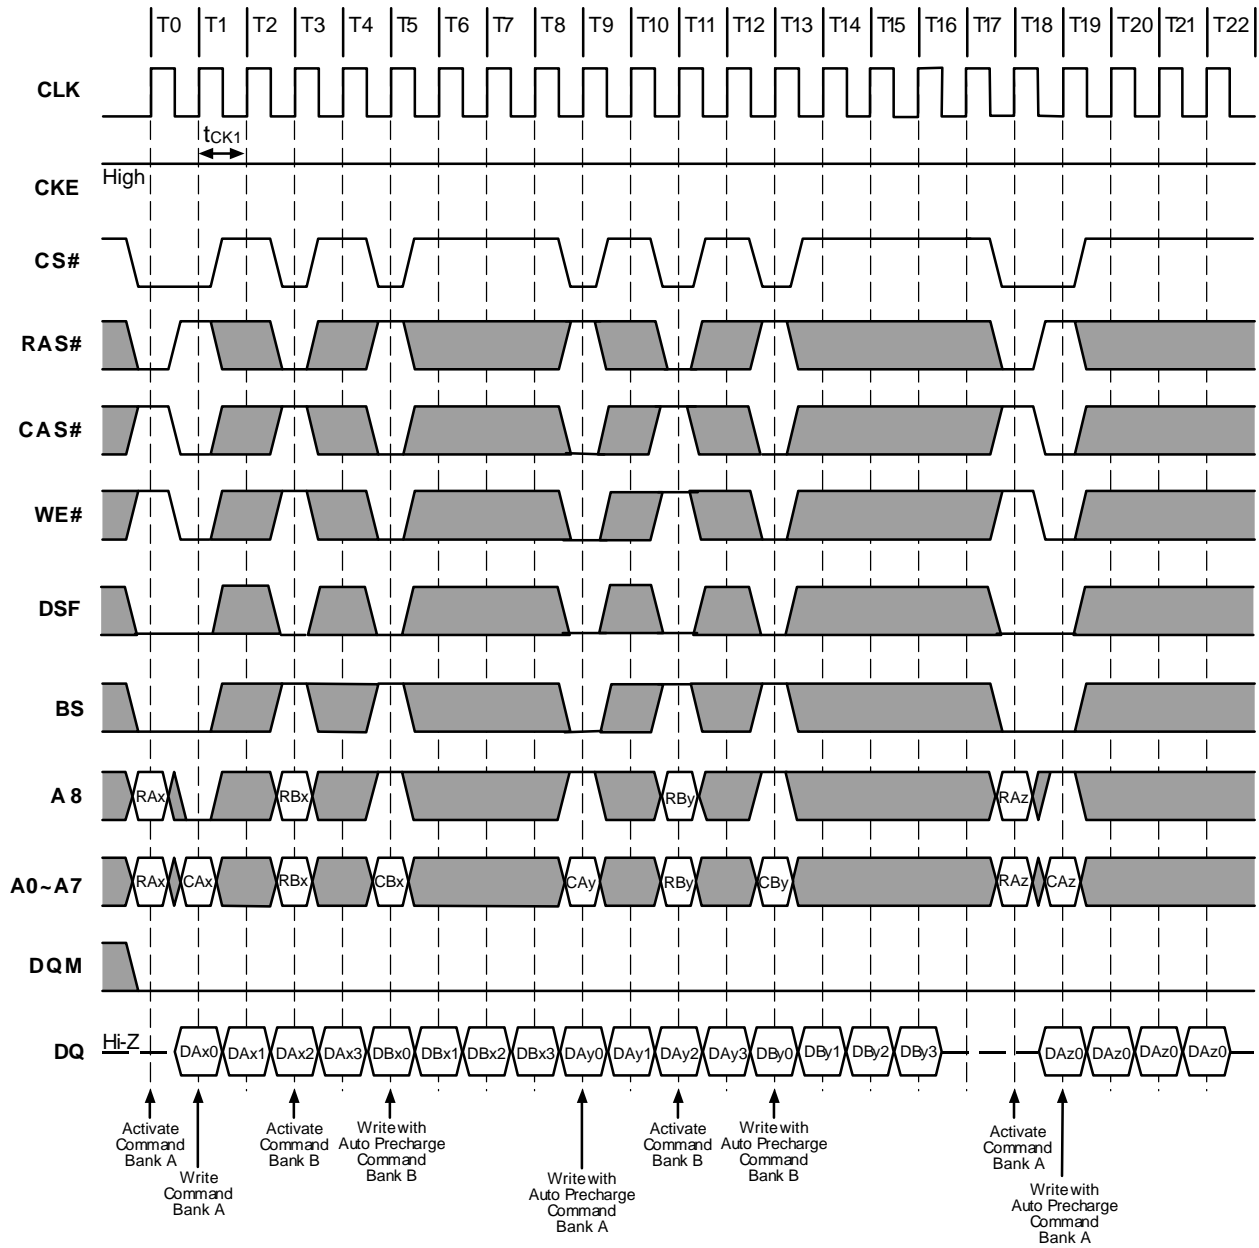 T0 T1 T2 T3 T4 T5 T6 T7 T8 T9 T10 T11 T12 T13 T14 T15 T16 T17 T18 T19 T20 T21 T22
CLK
tCK1
High
CKE
CS#
RAS#
CAS#
WE#
DSF
BS
A8 RAx RBx RBy RAz
A0~A7 RAx CAx RBx CBx CAy RBy CBy RAz CAz
DQM
DQ Hi-Z DAx0 DAx1 DAx2 DAx3 DBx0 DBx1 DBx2 DBx3 DAy0 DAy1 DAy2 DAy3 DBy0 DBy1 DBy2 DBy3 DAz0 DAz0 DAz0 DAz0
Activate
Command
Bank A
Write
Command
Bank A
Activate
Command
Bank B
Write with
Auto Precharge
Command
Bank B
Write with
Auto Precharge
Command
Bank A
Activate
Command
Bank B
Write with
Auto Precharge
Command
Bank B
Activate
Command
Bank A
Write with
Auto Precharge
Command
Bank A